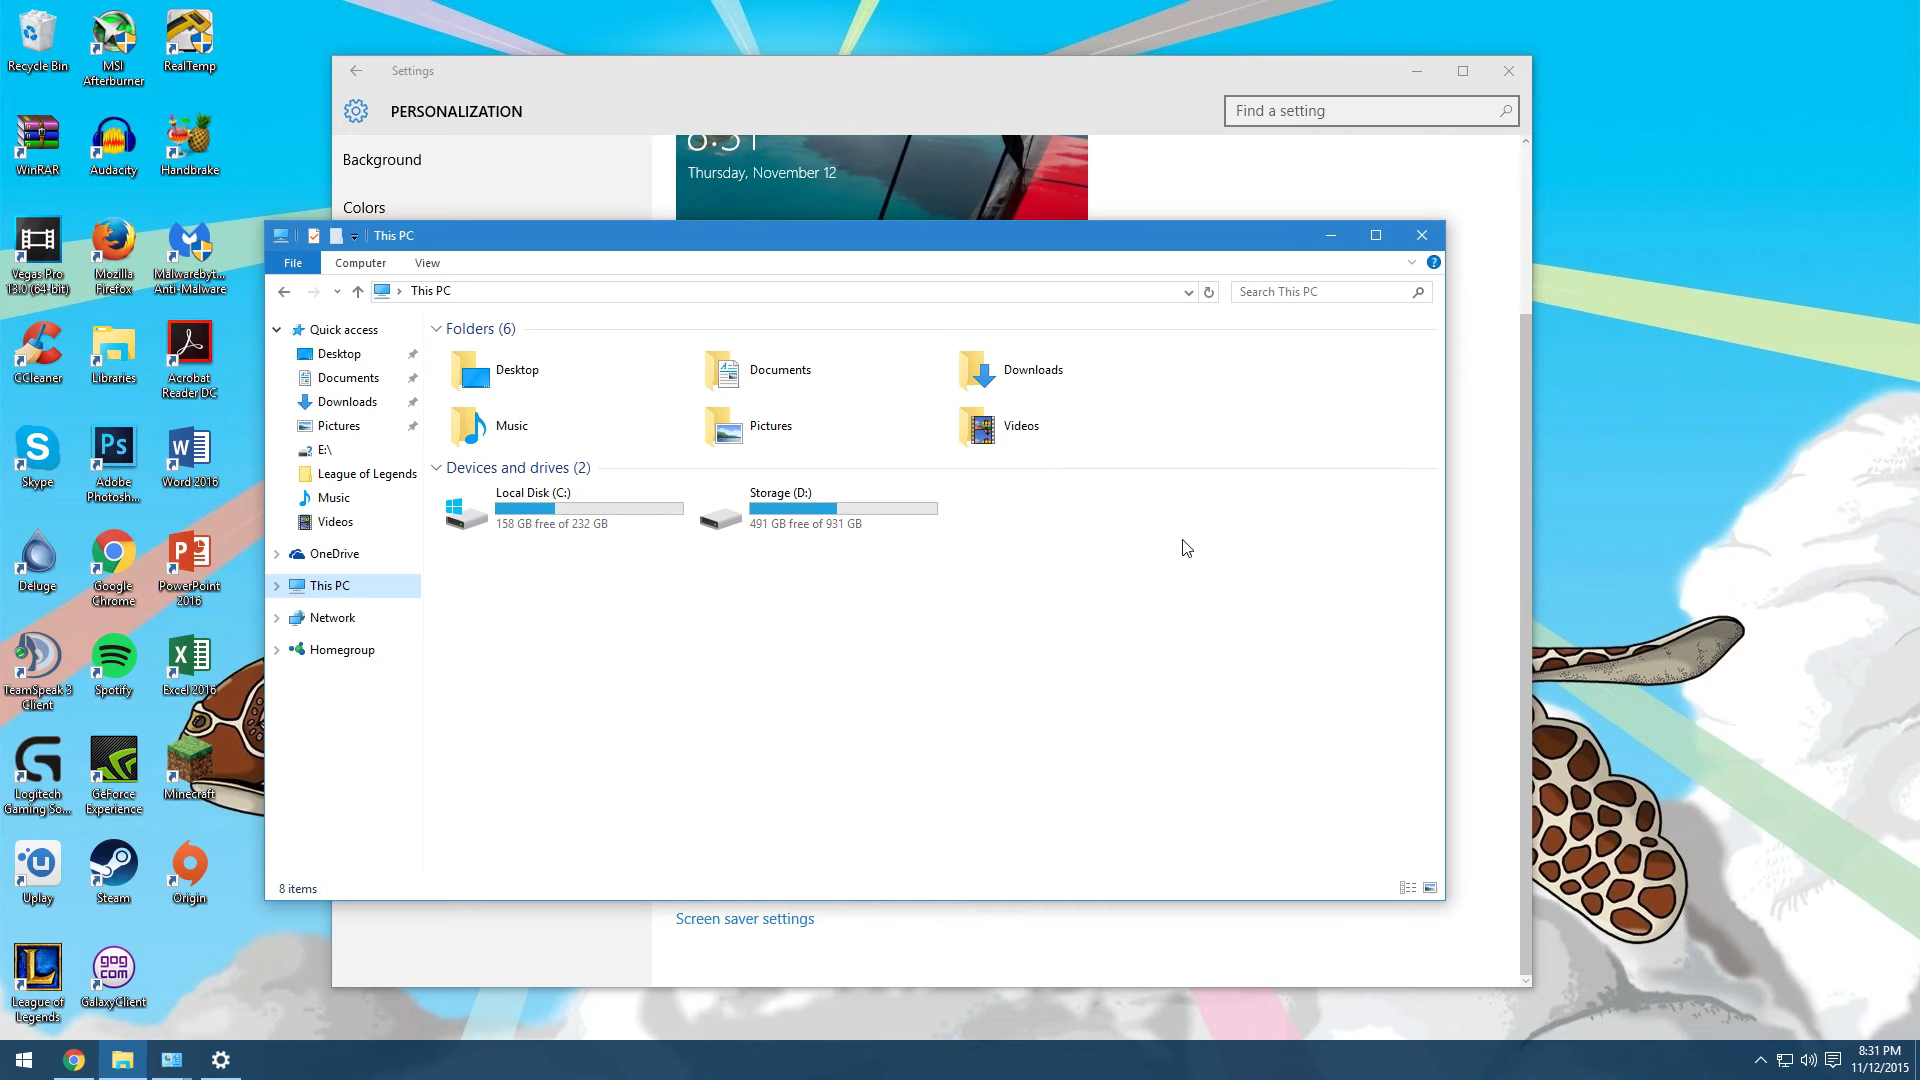 Recycle Bin
MSI
Afterburner
RealTemp
WinRAR
Audacity
Handbrake
Vegas Pro
13.0 (64-bit)
Mozilla
Firefox
Malwarebyt...
Anti-Malware
CCleaner
Libraries
Acrobat
Reader DC
Skype
Adobe
Photosh...
Word 2016
Deluge
Google
Chrome
PowerPoint
2016
TeamSpeak 3
Client
Spotify
Excel 2016
Logitech
Gaming So...
GeForce
Experience
Minecraft
Uplay
Steam
Origin
League of
Legends
GalaxyClient
Settings
PERSONALIZATION
Find a setting
Background
Colors
8:31
Thursday, November 12
This PC
File
Computer
View
This PC
Search This PC
Quick access
Desktop
Documents
Downloads
Pictures
E:\
League of Legends
Music
Videos
OneDrive
This PC
Network
Homegroup
Folders (6)
Desktop
Documents
Downloads
Music
Pictures
Videos
Devices and drives (2)
Local Disk (C:)
158 GB free of 232 GB
Storage (D:)
491 GB free of 931 GB
8 items
Screen saver settings
8:31 PM
11/12/2015